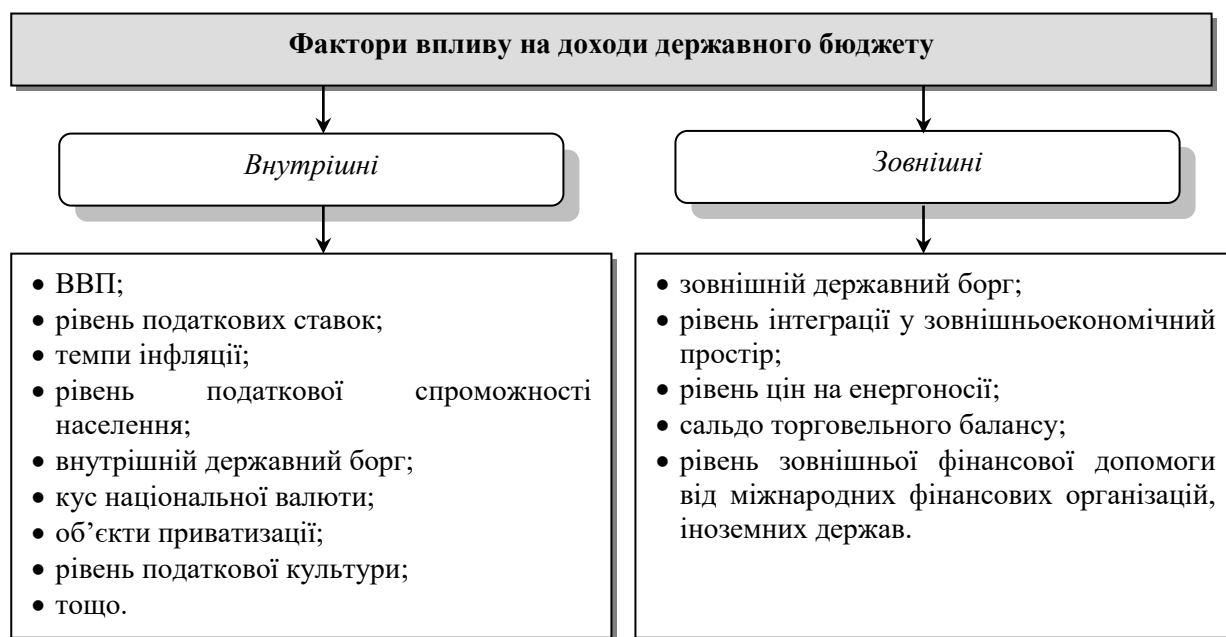 Фактори впливу на доходи державного бюджету
Внутрішні
Зовнішні
• ВВП;
• рівень податкових ставок;
• темпи інфляції;
• рівень податкової спроможності
населення;
• внутрішній державний борг;
• кус національної валюти;
• об’єкти приватизації;
• рівень податкової культури;
• тощо.
• зовнішній державний борг;
• рівень інтеграції у зовнішньоекономічний
простір;
• рівень цін на енергоносії;
• сальдо торговельного балансу;
• рівень зовнішньої фінансової допомоги
від міжнародних фінансових організацій,
іноземних держав.